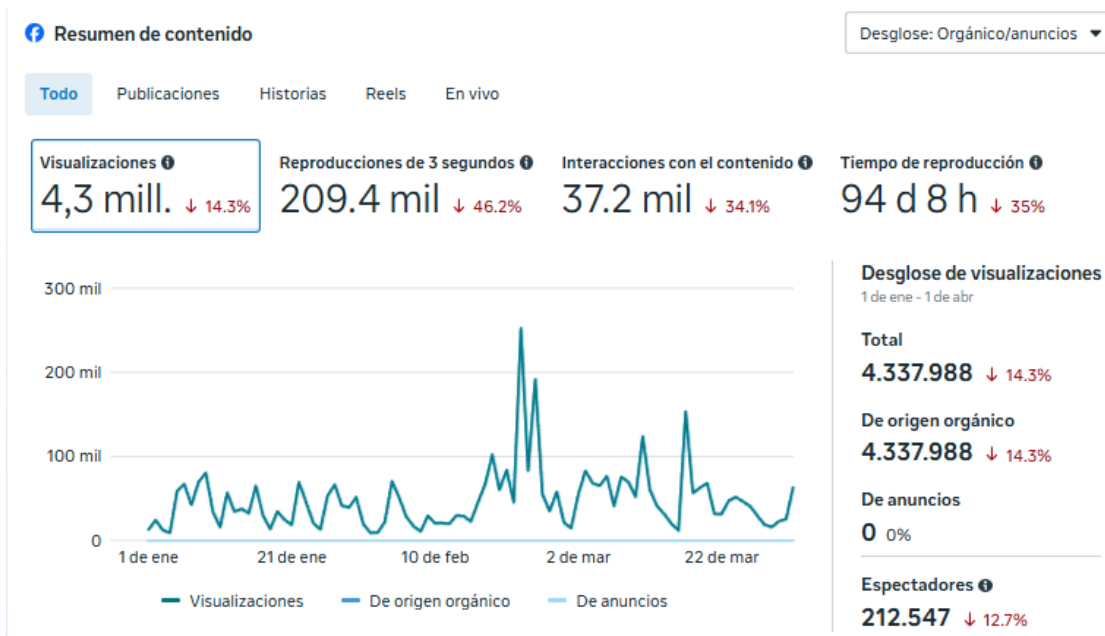 Resumen de contenido
Desglose: Orgánico/anuncios
Todo Publicaciones Historias Reels En vivo
Visualizaciones Reproducciones de 3 segundos Interacciones con el contenido Tiempo de reproducción
4,3 mill. ↓ 14.3% 209.4 mil ↓ 46.2% 37.2 mil ↓ 34.1% 94 d 8 h ↓ 35%
300 mil
200 mil
100 mil
0
1 de ene 21 de ene 10 de feb 2 de mar 22 de mar
Visualizaciones De origen orgánico De anuncios
Desglose de visualizaciones
1 de ene - 1 de abr
Total
4.337.988 ↓ 14.3%
De origen orgánico
4.337.988 ↓ 14.3%
De anuncios
0 0%
Espectadores
212.547 ↓ 12.7%